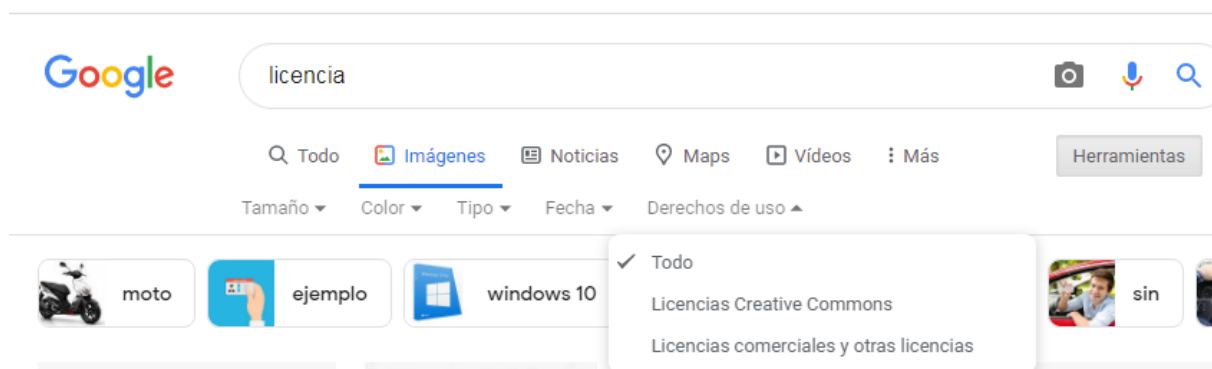 Google
licencia
Todo Imágenes Noticias Maps Vídeos Más Herramientas
Tamaño Color Tipo Fecha Derechos de uso
Todo
moto ejemplo windows 10 sin
Licencias Creative Commons
Licencias comerciales y otras licencias